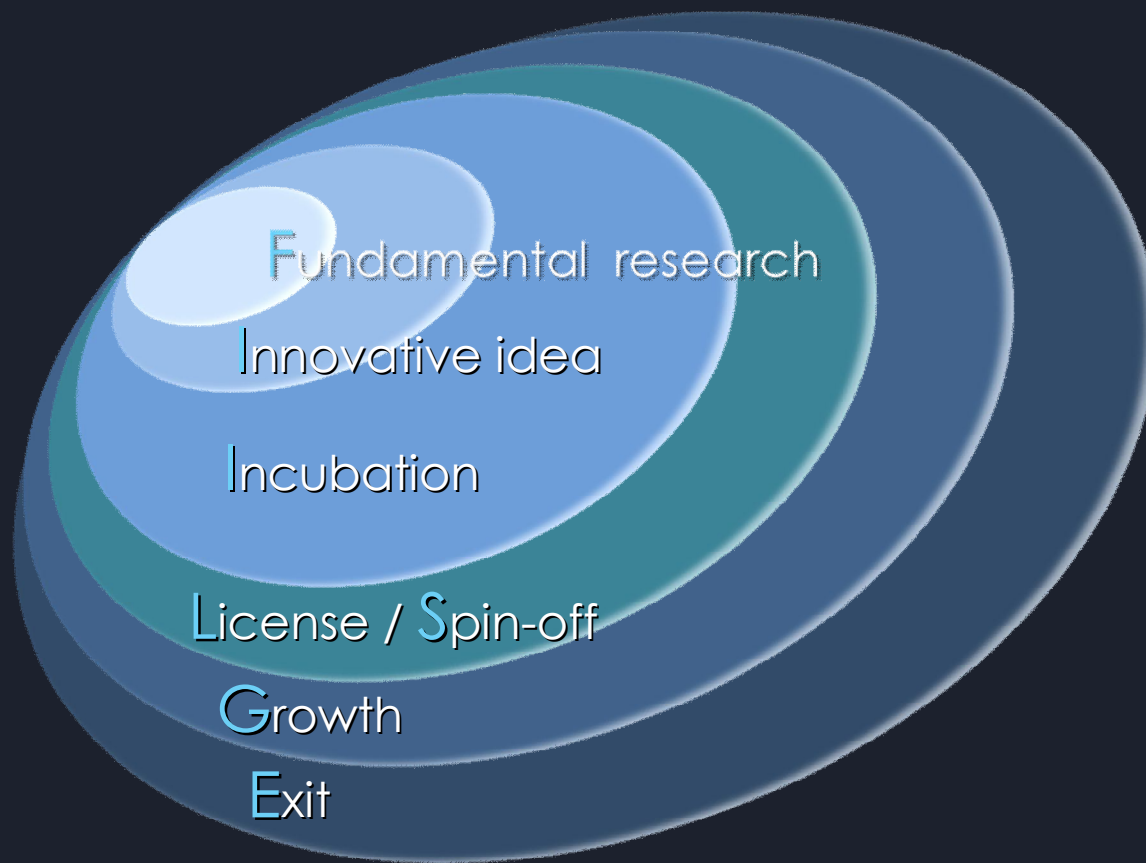 Fundamental research
Innovative idea
Incubation
License / Spin-off
Growth
Exit